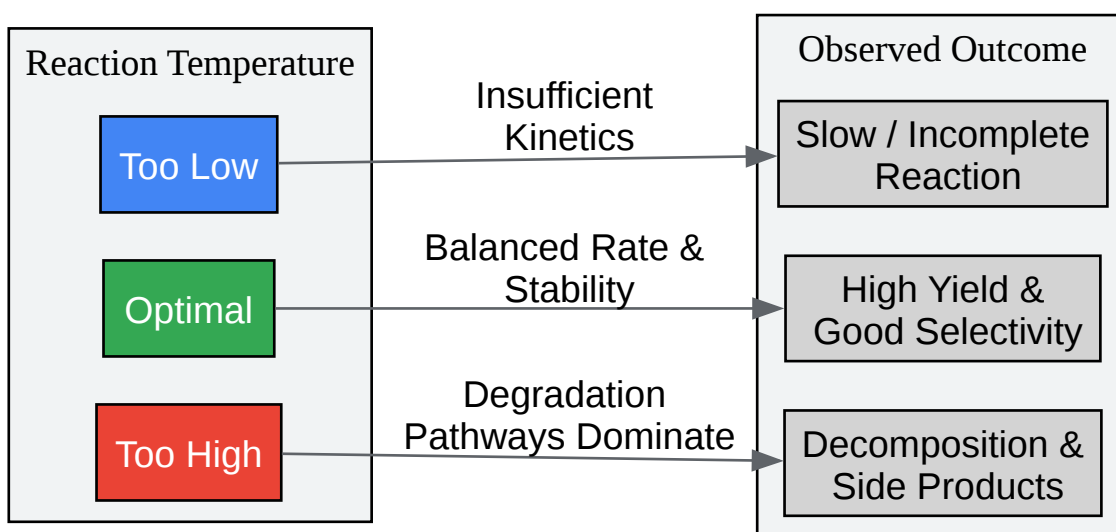 Reaction Temperature
Too Low
Optimal
Too High
Insufficient
Kinetics
Balanced Rate &
Stability
Degradation
Pathways Dominate
Observed Outcome
Slow / Incomplete
Reaction
High Yield &
Good Selectivity
Decomposition &
Side Products